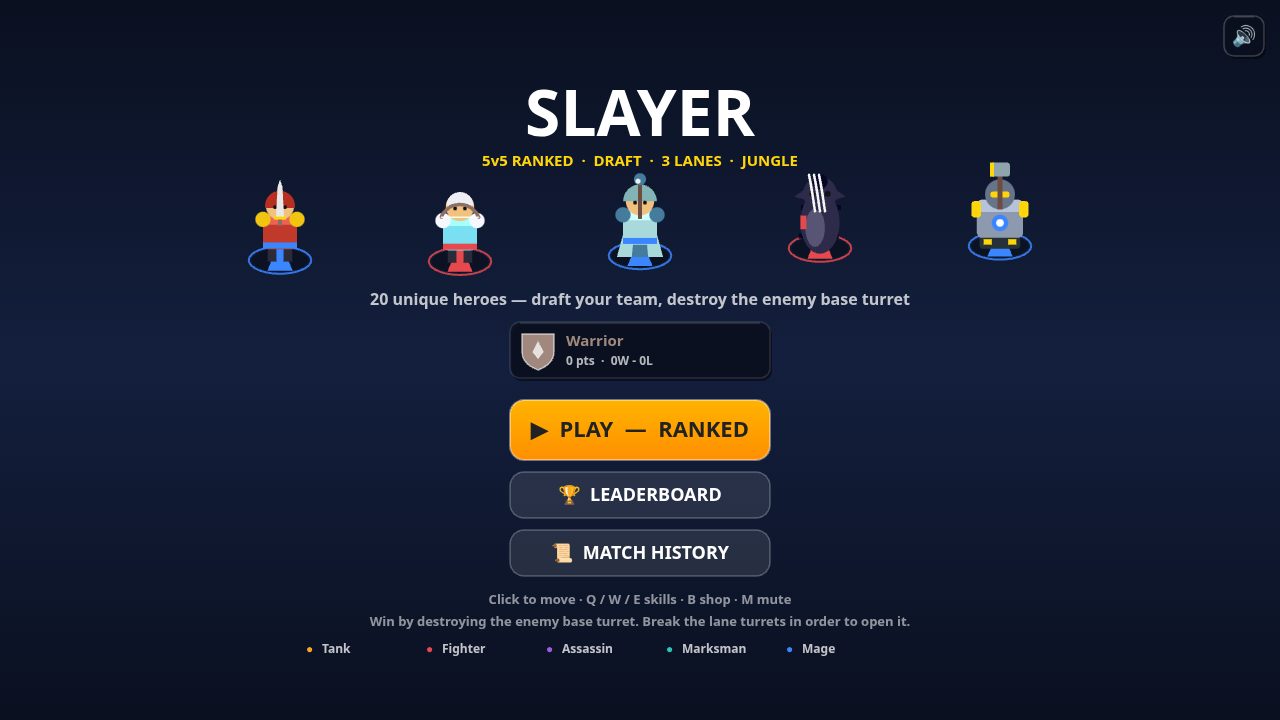 SLAYER
5v5 RANKED · DRAFT · 3 LANES · JUNGLE
20 unique heroes — draft your team, destroy the enemy base turret
Warrior
0 pts · 0W - 0L
▶ PLAY — RANKED
🏆 LEADERBOARD
📜 MATCH HISTORY
Click to move · Q / W / E skills · B shop · M mute
Win by destroying the enemy base turret. Break the lane turrets in order to open it.
● Tank ● Fighter ● Assassin ● Marksman ● Mage